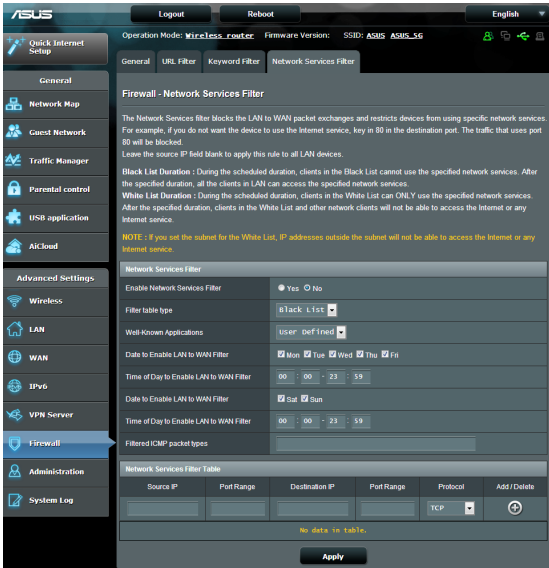 ASUS
Logout
Reboot
English
Quick Internet Setup
Operation Mode: Wireless router Firmware Version: SSID: ASUS ASUS_5G
General
URL Filter
Keyword Filter
Network Services Filter
General
Network Map
Guest Network
Traffic Manager
Parental control
USB application
AiCloud
Advanced Settings
Wireless
LAN
WAN
IPv6
VPN Server
Firewall
Administration
System Log
Firewall - Network Services Filter
The Network Services filter blocks the LAN to WAN packet exchanges and restricts devices from using specific network services.
For example, if you do not want the device to use the Internet service, key in 80 in the destination port. The traffic that uses port
80 will be blocked.
Leave the source IP field blank to apply this rule to all LAN devices.
Black List Duration : During the scheduled duration, clients in the Black List cannot use the specified network services. After
the specified duration, all the clients in LAN can access the specified network services.
White List Duration : During the scheduled duration, clients in the White List can ONLY use the specified network services.
After the specified duration, clients in the White List and other network clients will not be able to access the Internet or any
Internet service.
NOTE : If you set the subnet for the White List, IP addresses outside the subnet will not be able to access the Internet or any
Internet service.
Network Services Filter
Enable Network Services Filter Yes No
Filter table type Black List
Well-Known Applications User Defined
Date to Enable LAN to WAN Filter Mon Tue Wed Thu Fri
Time of Day to Enable LAN to WAN Filter 00 : 00 - 23 : 59
Date to Enable LAN to WAN Filter Sat Sun
Time of Day to Enable LAN to WAN Filter 00 : 00 - 23 : 59
Filtered ICMP packet types
Network Services Filter Table
Source IP Port Range Destination IP Port Range Protocol Add / Delete
TCP
No data in table.
Apply